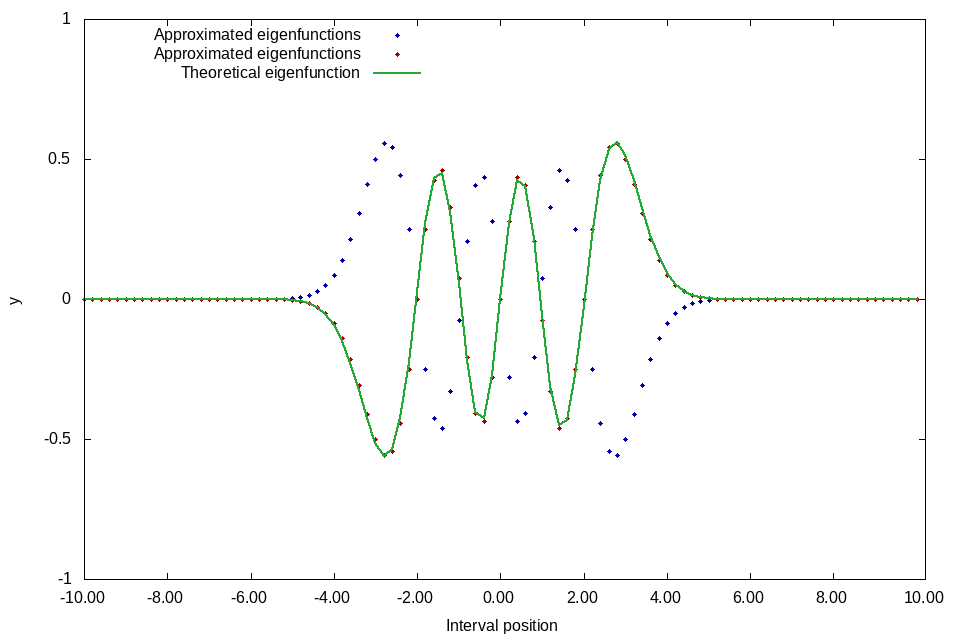 1
Approximated eigenfunctions
Approximated eigenfunctions
Theoretical eigenfunction
0.5
0
y
-0.5
-1
-10.00 -8.00 -6.00 -4.00 -2.00 0.00 2.00 4.00 6.00 8.00 10.00
Interval position